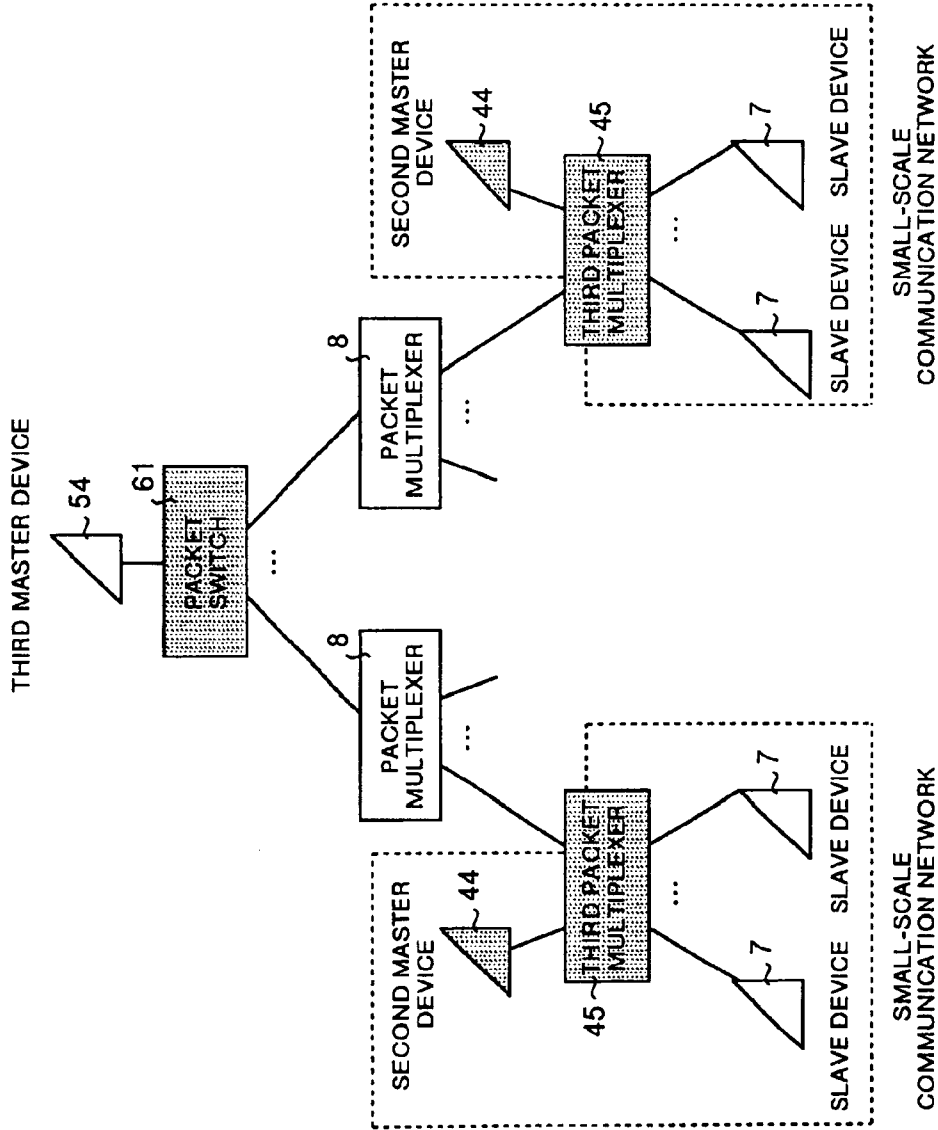 THIRD MASTER DEVICE
54
61
PACKET
SWITCH
...
8
PACKET
MULTIPLEXER
...
8
PACKET
MULTIPLEXER
...
SECOND MASTER
DEVICE
44
45
THIRD PACKET
MULTIPLEXER
...
7
7
SLAVE DEVICE
SLAVE DEVICE
SMALL-SCALE
COMMUNICATION NETWORK
SECOND MASTER
DEVICE
44
45
THIRD PACKET
MULTIPLEXER
...
7
7
SLAVE DEVICE
SLAVE DEVICE
SMALL-SCALE
COMMUNICATION NETWORK